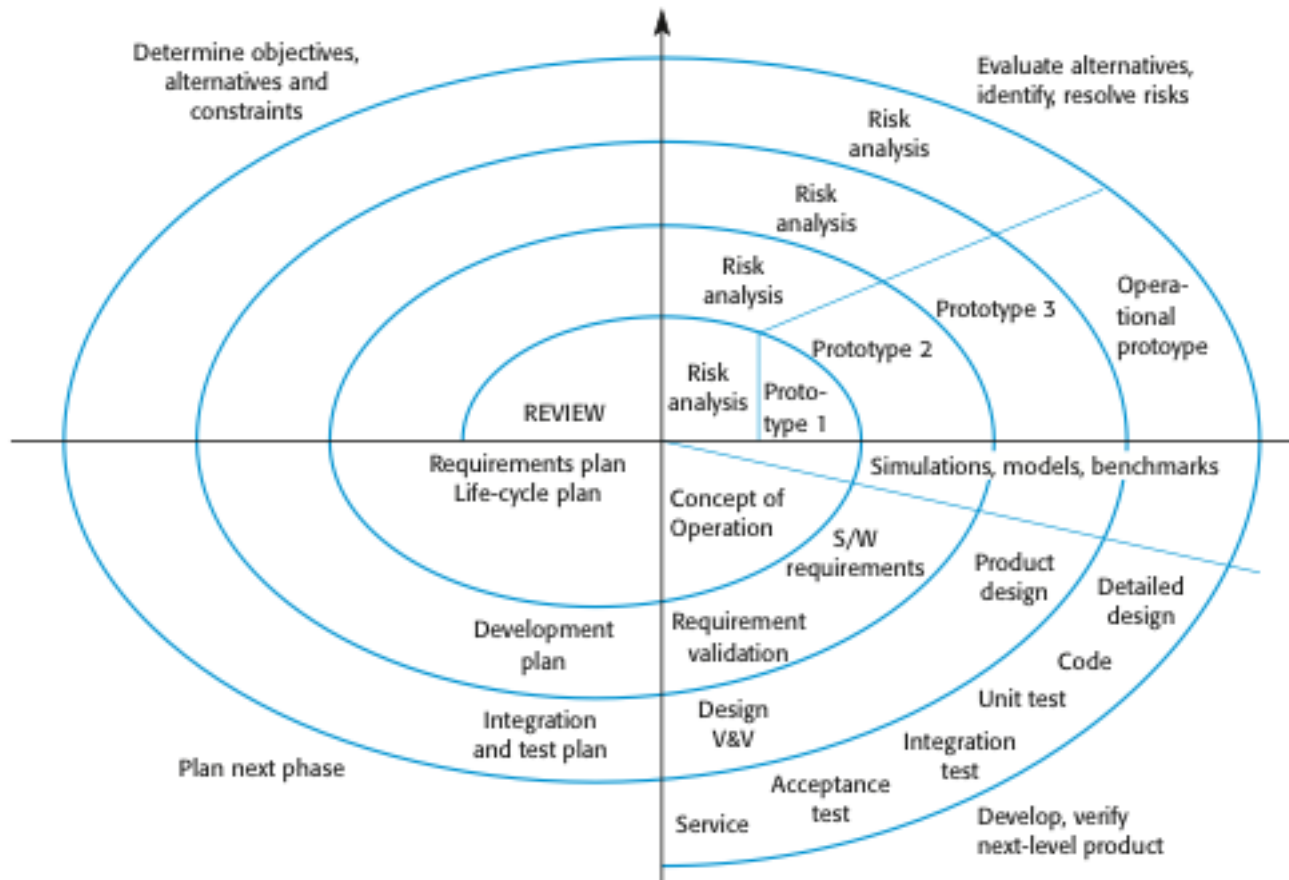 Determine objectives,
alternatives and
constraints
Evaluate alternatives,
identify, resolve risks
Risk
analysis
Risk
analysis
Risk
analysis
Risk
analysis
Proto-
type 1
Prototype 2
Prototype 3
Opera-
tional
protoype
REVIEW
Requirements plan
Life-cycle plan
Simulations, models, benchmarks
Concept of
Operation
S/W
requirements
Product
design
Detailed
design
Development
plan
Requirement
validation
Code
Unit test
Integration
and test plan
Design
V&V
Integration
test
Plan next phase
Acceptance
test
Service
Develop, verify
next-level product